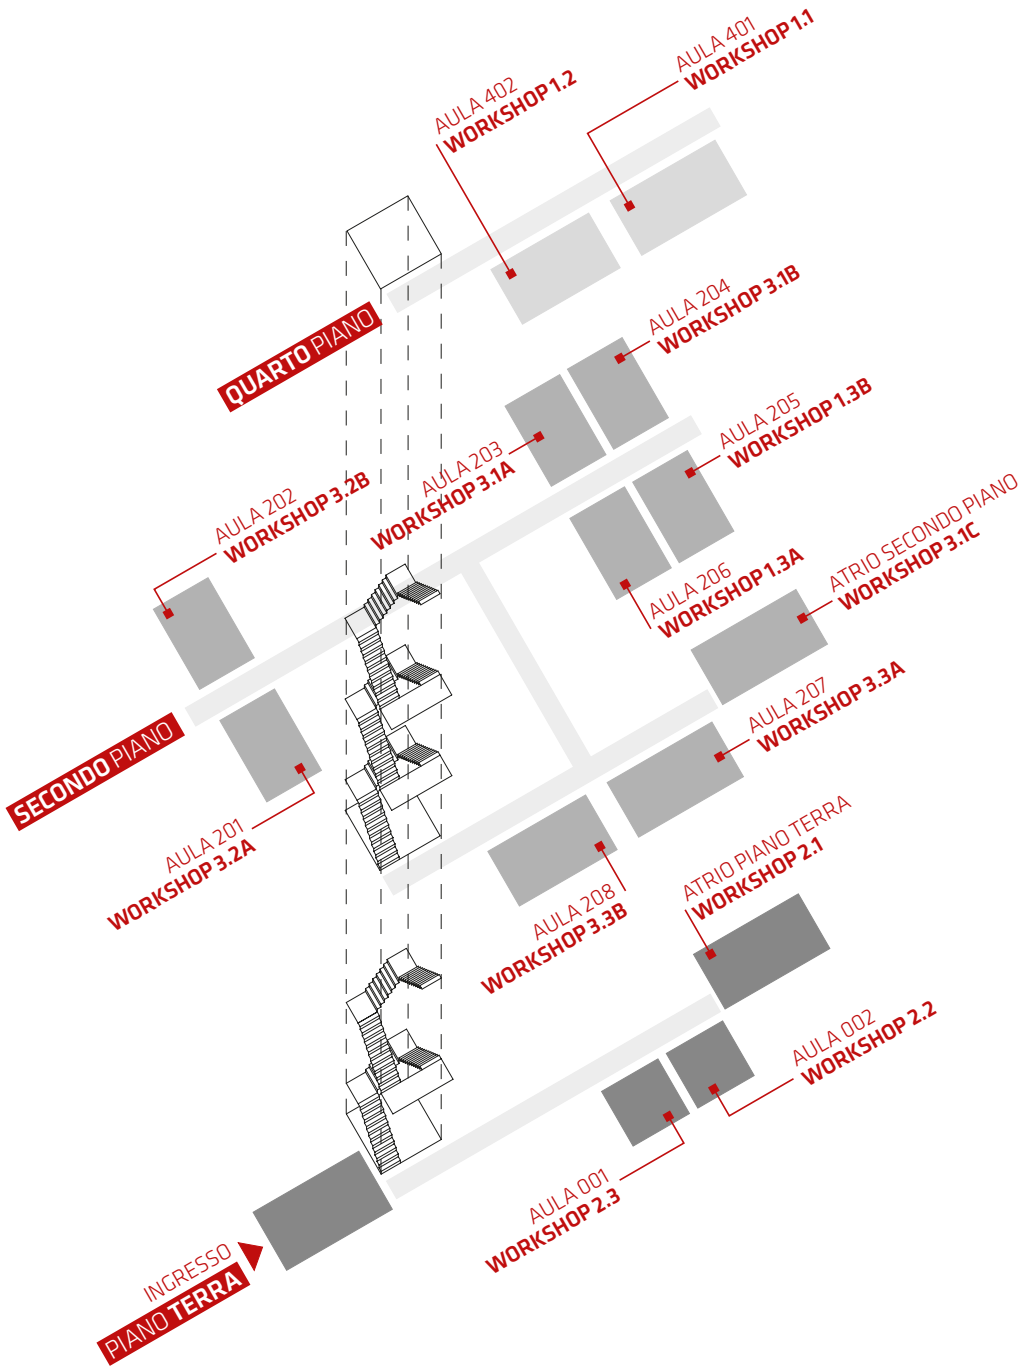 AULA 401
WORKSHOP 1.1
AULA 402
WORKSHOP 1.2
QUARTO PIANO
AULA 204
WORKSHOP 3.1B
AULA 203
WORKSHOP 3.1A
AULA 205
WORKSHOP 1.3B
AULA 202
WORKSHOP 3.2B
AULA 206
WORKSHOP 1.3A
ATRIO SECONDO PIANO
WORKSHOP 3.1C
SECONDO PIANO
AULA 207
WORKSHOP 3.3A
AULA 201
WORKSHOP 3.2A
AULA 208
WORKSHOP 3.3B
ATRIO PIANO TERRA
WORKSHOP 2.1
AULA 002
WORKSHOP 2.2
AULA 001
WORKSHOP 2.3
INGRESSO
PIANO TERRA